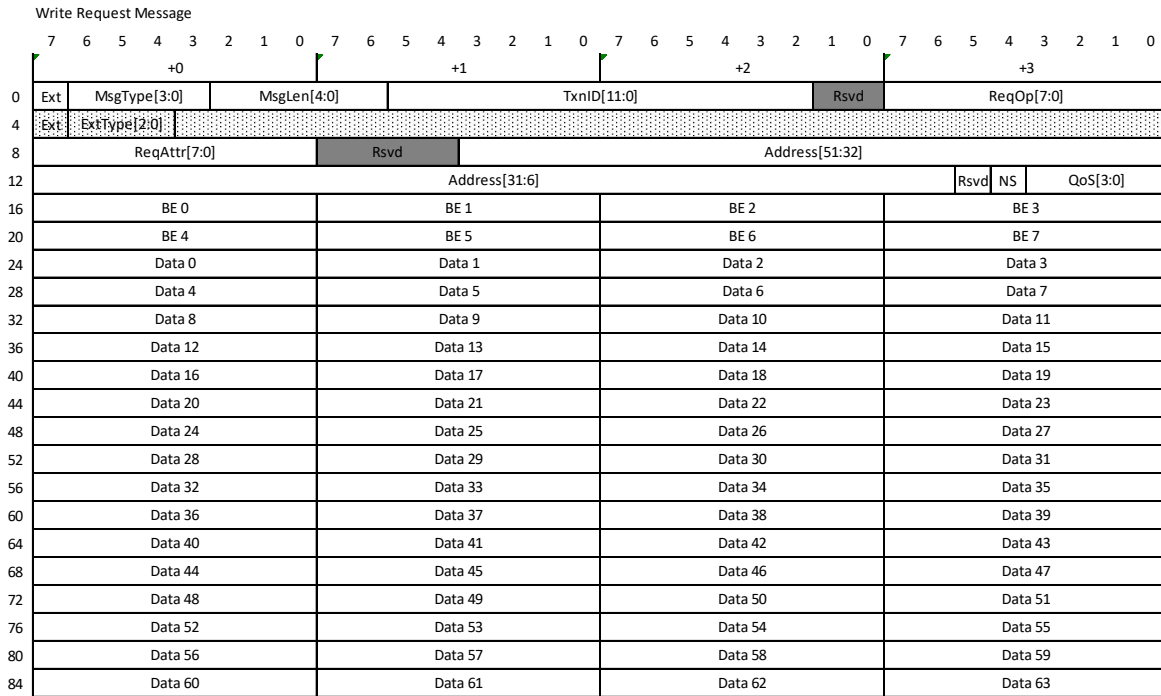 Write Request Message
7 6 5 4 3 2 1 0 7 6 5 4 3 2 1 0 7 6 5 4 3 2 1 0 7 6 5 4 3 2 1 0
+0 +1 +2 +3
0 Ext MsgType[3:0] MsgLen[4:0] TxnID[11:0] Rsvd ReqOp[7:0]
4 Ext ExtType[2:0]
8 ReqAttr[7:0] Rsvd Address[51:32]
12 Address[31:6] Rsvd NS QoS[3:0]
16 BE 0 BE 1 BE 2 BE 3
20 BE 4 BE 5 BE 6 BE 7
24 Data 0 Data 1 Data 2 Data 3
28 Data 4 Data 5 Data 6 Data 7
32 Data 8 Data 9 Data 10 Data 11
36 Data 12 Data 13 Data 14 Data 15
40 Data 16 Data 17 Data 18 Data 19
44 Data 20 Data 21 Data 22 Data 23
48 Data 24 Data 25 Data 26 Data 27
52 Data 28 Data 29 Data 30 Data 31
56 Data 32 Data 33 Data 34 Data 35
60 Data 36 Data 37 Data 38 Data 39
64 Data 40 Data 41 Data 42 Data 43
68 Data 44 Data 45 Data 46 Data 47
72 Data 48 Data 49 Data 50 Data 51
76 Data 52 Data 53 Data 54 Data 55
80 Data 56 Data 57 Data 58 Data 59
84 Data 60 Data 61 Data 62 Data 63